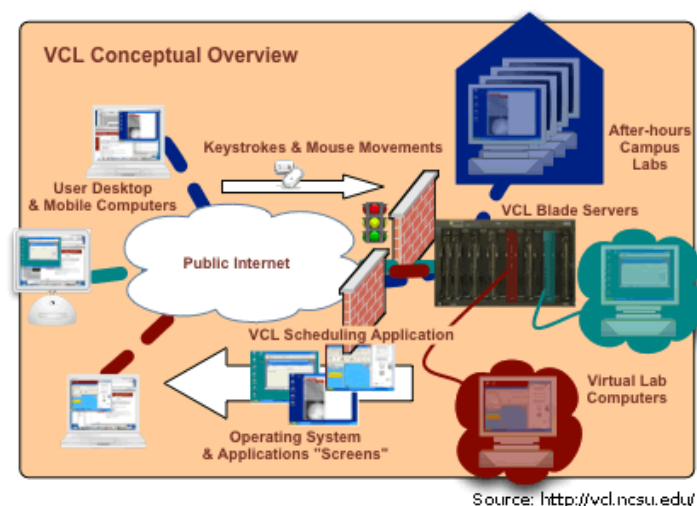 VCL Conceptual Overview
Keystrokes & Mouse Movements
After-hours
Campus
Labs
User Desktop
& Mobile Computers
VCL Blade Servers
Public Internet
VCL Scheduling Application
Virtual Lab
Computers
Operating System
& Applications "Screens"
Source: http://vcl.ncsu.edu/